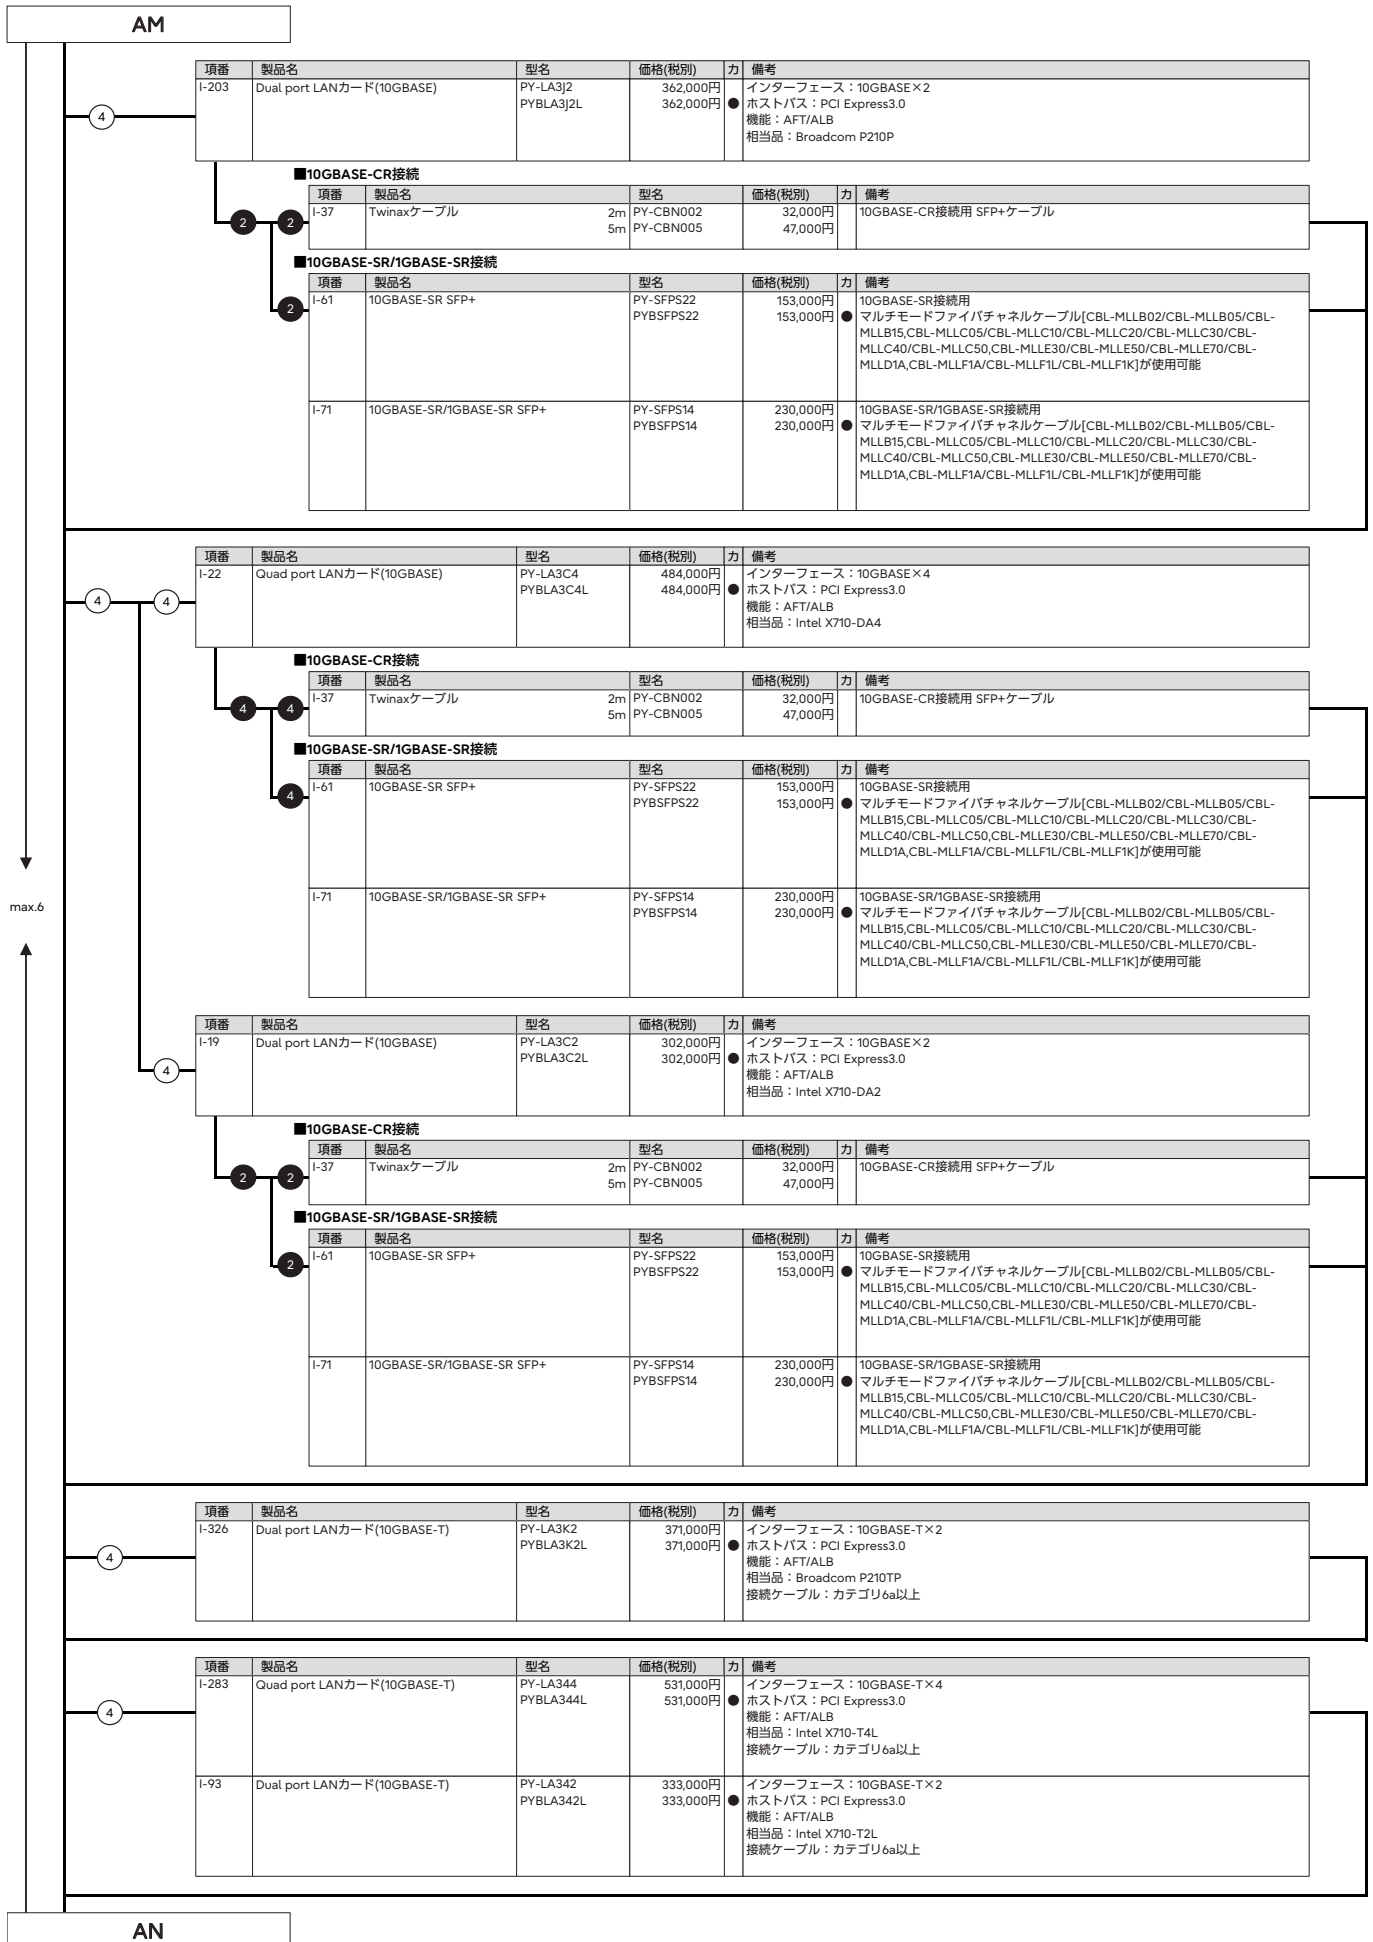 AM
項番 製品名 型名 価格(税別) カ 備考
I-203 Dual port LANカード(10GBASE) PY-LA3J2 362,000円 インターフェース：10GBASE×2
PYBLA3J2L 362,000円 ● ホストバス：PCI Express3.0
機能：AFT/ALB
④ 相当品：Broadcom P210P
■10GBASE-CR接続
項番 製品名 型名 価格(税別) カ 備考
I-37 Twinaxケーブル 2m PY-CBN002 32,000円 10GBASE-CR接続用 SFP+ケーブル
2 2 5m PY-CBN005 47,000円
■10GBASE-SR/1GBASE-SR接続
項番 製品名 型名 価格(税別) カ 備考
I-61 10GBASE-SR SFP+ PY-SFPS22 153,000円 10GBASE-SR接続用
2 PYBSFPS22 153,000円 ● マルチモードファイバチャネルケーブル[CBL-MLLB02/CBL-MLLB05/CBL-
MLLB15,CBL-MLLC05/CBL-MLLC10/CBL-MLLC20/CBL-MLLC30/CBL-
MLLC40/CBL-MLLC50,CBL-MLLE30/CBL-MLLE50/CBL-MLLE70/CBL-
MLLD1A,CBL-MLLF1A/CBL-MLLF1L/CBL-MLLF1K]が使用可能
I-71 10GBASE-SR/1GBASE-SR SFP+ PY-SFPS14 230,000円 10GBASE-SR/1GBASE-SR接続用
PYBSFPS14 230,000円 ● マルチモードファイバチャネルケーブル[CBL-MLLB02/CBL-MLLB05/CBL-
MLLB15,CBL-MLLC05/CBL-MLLC10/CBL-MLLC20/CBL-MLLC30/CBL-
MLLC40/CBL-MLLC50,CBL-MLLE30/CBL-MLLE50/CBL-MLLE70/CBL-
MLLD1A,CBL-MLLF1A/CBL-MLLF1L/CBL-MLLF1K]が使用可能
項番 製品名 型名 価格(税別) カ 備考
I-22 Quad port LANカード(10GBASE) PY-LA3C4 484,000円 インターフェース：10GBASE×4
PYBLA3C4L 484,000円 ● ホストバス：PCI Express3.0
4 4 機能：AFT/ALB
相当品：Intel X710-DA4
■10GBASE-CR接続
項番 製品名 型名 価格(税別) カ 備考
I-37 Twinaxケーブル 2m PY-CBN002 32,000円 10GBASE-CR接続用 SFP+ケーブル
4 4 5m PY-CBN005 47,000円
■10GBASE-SR/1GBASE-SR接続
項番 製品名 型名 価格(税別) カ 備考
I-61 10GBASE-SR SFP+ PY-SFPS22 153,000円 10GBASE-SR接続用
4 PYBSFPS22 153,000円 ● マルチモードファイバチャネルケーブル[CBL-MLLB02/CBL-MLLB05/CBL-
MLLB15,CBL-MLLC05/CBL-MLLC10/CBL-MLLC20/CBL-MLLC30/CBL-
MLLC40/CBL-MLLC50,CBL-MLLE30/CBL-MLLE50/CBL-MLLE70/CBL-
MLLD1A,CBL-MLLF1A/CBL-MLLF1L/CBL-MLLF1K]が使用可能
I-71 10GBASE-SR/1GBASE-SR SFP+ PY-SFPS14 230,000円 10GBASE-SR/1GBASE-SR接続用
max.6 PYBSFPS14 230,000円 ● マルチモードファイバチャネルケーブル[CBL-MLLB02/CBL-MLLB05/CBL-
MLLB15,CBL-MLLC05/CBL-MLLC10/CBL-MLLC20/CBL-MLLC30/CBL-
MLLC40/CBL-MLLC50,CBL-MLLE30/CBL-MLLE50/CBL-MLLE70/CBL-
MLLD1A,CBL-MLLF1A/CBL-MLLF1L/CBL-MLLF1K]が使用可能
項番 製品名 型名 価格(税別) カ 備考
I-19 Dual port LANカード(10GBASE) PY-LA3C2 302,000円 インターフェース：10GBASE×2
PYBLA3C2L 302,000円 ● ホストバス：PCI Express3.0
4 機能：AFT/ALB
相当品：Intel X710-DA2
■10GBASE-CR接続
項番 製品名 型名 価格(税別) カ 備考
I-37 Twinaxケーブル 2m PY-CBN002 32,000円 10GBASE-CR接続用 SFP+ケーブル
2 2 5m PY-CBN005 47,000円
■10GBASE-SR/1GBASE-SR接続
項番 製品名 型名 価格(税別) カ 備考
I-61 10GBASE-SR SFP+ PY-SFPS22 153,000円 10GBASE-SR接続用
2 PYBSFPS22 153,000円 ● マルチモードファイバチャネルケーブル[CBL-MLLB02/CBL-MLLB05/CBL-
MLLB15,CBL-MLLC05/CBL-MLLC10/CBL-MLLC20/CBL-MLLC30/CBL-
MLLC40/CBL-MLLC50,CBL-MLLE30/CBL-MLLE50/CBL-MLLE70/CBL-
MLLD1A,CBL-MLLF1A/CBL-MLLF1L/CBL-MLLF1K]が使用可能
I-71 10GBASE-SR/1GBASE-SR SFP+ PY-SFPS14 230,000円 10GBASE-SR/1GBASE-SR接続用
PYBSFPS14 230,000円 ● マルチモードファイバチャネルケーブル[CBL-MLLB02/CBL-MLLB05/CBL-
MLLB15,CBL-MLLC05/CBL-MLLC10/CBL-MLLC20/CBL-MLLC30/CBL-
MLLC40/CBL-MLLC50,CBL-MLLE30/CBL-MLLE50/CBL-MLLE70/CBL-
MLLD1A,CBL-MLLF1A/CBL-MLLF1L/CBL-MLLF1K]が使用可能
項番 製品名 型名 価格(税別) カ 備考
I-326 Dual port LANカード(10GBASE-T) PY-LA3K2 371,000円 インターフェース：10GBASE-T×2
PYBLA3K2L 371,000円 ● ホストバス：PCI Express3.0
4 機能：AFT/ALB
相当品：Broadcom P210TP
接続ケーブル：カテゴリ6a以上
項番 製品名 型名 価格(税別) カ 備考
I-283 Quad port LANカード(10GBASE-T) PY-LA344 531,000円 インターフェース：10GBASE-T×4
PYBLA344L 531,000円 ● ホストバス：PCI Express3.0
4 機能：AFT/ALB
相当品：Intel X710-T4L
接続ケーブル：カテゴリ6a以上
I-93 Dual port LANカード(10GBASE-T) PY-LA342 333,000円 インターフェース：10GBASE-T×2
PYBLA342L 333,000円 ● ホストバス：PCI Express3.0
機能：AFT/ALB
相当品：Intel X710-T2L
接続ケーブル：カテゴリ6a以上
AN